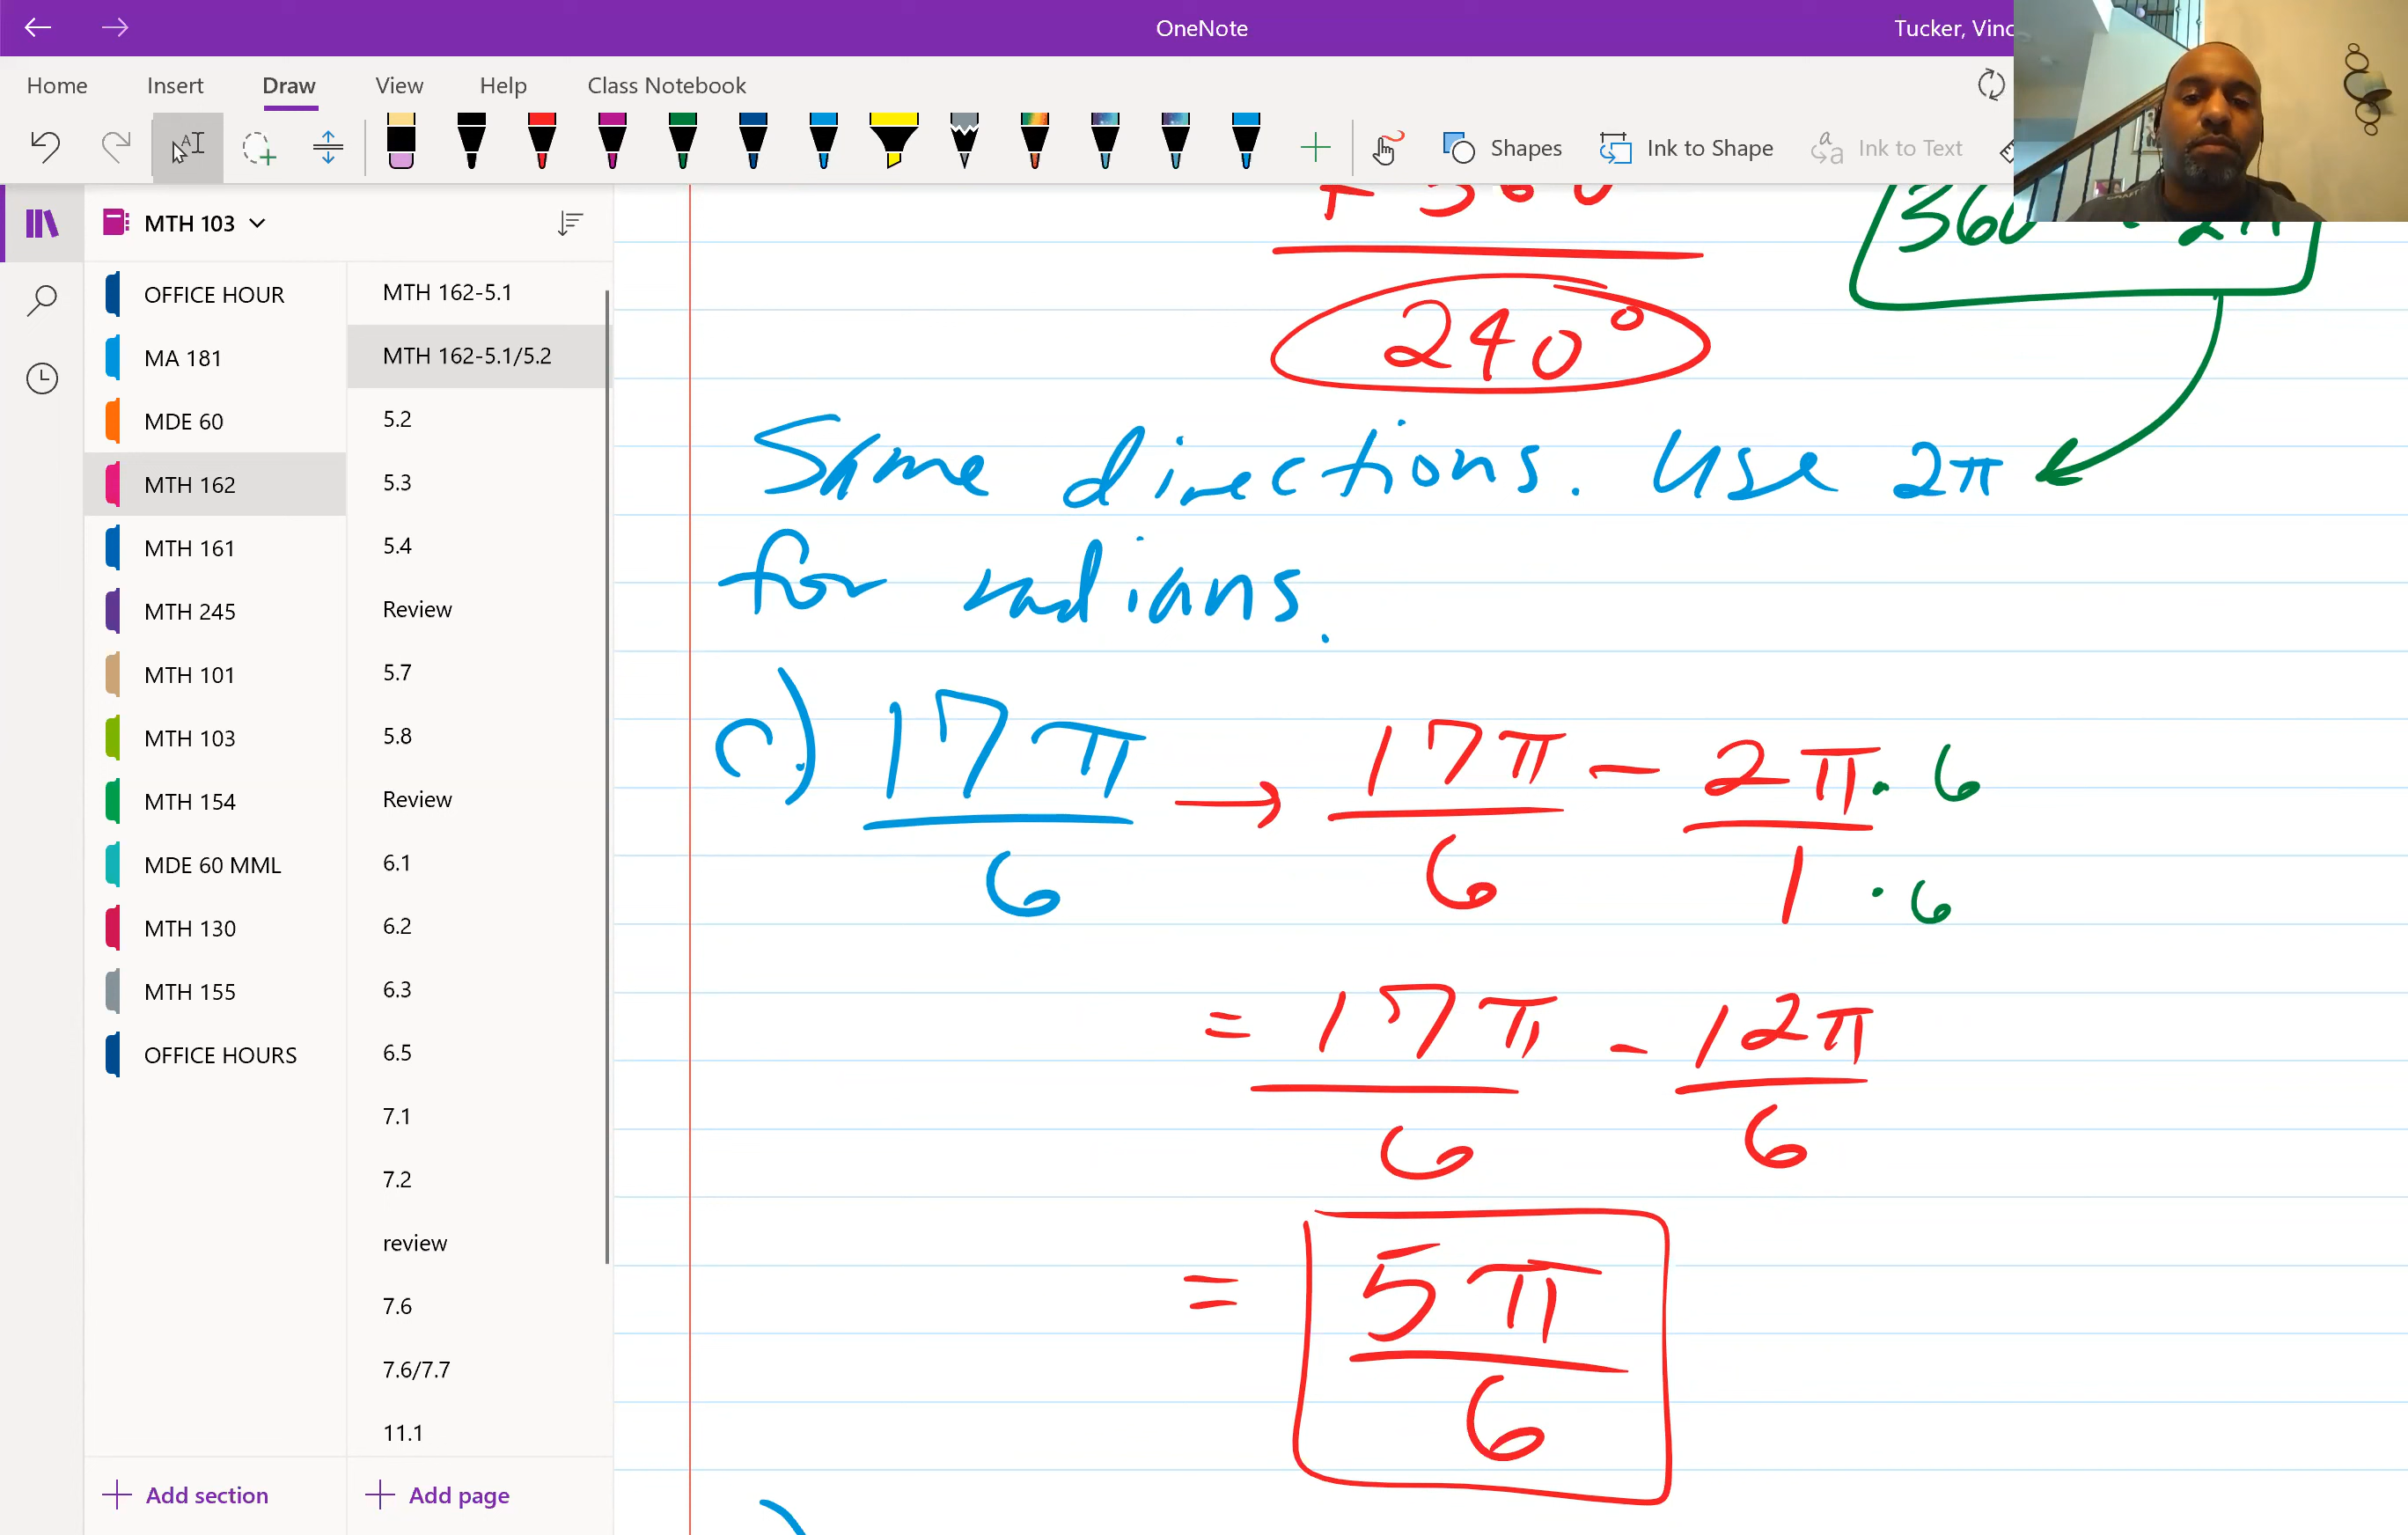 OneNote
Tucker, Vinc
Home Insert Draw View Help Class Notebook
Shapes Ink to Shape Ink to Text
MTH 103
OFFICE HOUR
MA 181
MDE 60
MTH 162
MTH 161
MTH 245
MTH 101
MTH 103
MTH 154
MDE 60 MML
MTH 130
MTH 155
OFFICE HOURS
Add section
MTH 162-5.1
MTH 162-5.1/5.2
5.2
5.3
5.4
Review
5.7
5.8
Review
6.1
6.2
6.3
6.5
7.1
7.2
review
7.6
7.6/7.7
11.1
Add page
+ 360
240°
Same directions. Use 2π
for radians.
c.) 17π/6 → 17π/6 − 2π/1 · 6/· 6
= 17π/6 - 12π/6
= 5π/6